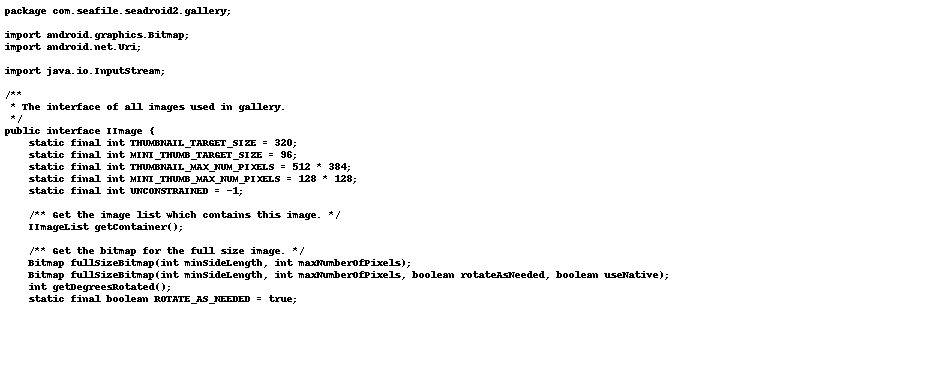 package com.seafile.seadroid2.gallery;

import android.graphics.Bitmap;
import android.net.Uri;

import java.io.InputStream;

/**
 * The interface of all images used in gallery.
 */
public interface IImage {
    static final int THUMBNAIL_TARGET_SIZE = 320;
    static final int MINI_THUMB_TARGET_SIZE = 96;
    static final int THUMBNAIL_MAX_NUM_PIXELS = 512 * 384;
    static final int MINI_THUMB_MAX_NUM_PIXELS = 128 * 128;
    static final int UNCONSTRAINED = -1;

    /** Get the image list which contains this image. */
    IImageList getContainer();

    /** Get the bitmap for the full size image. */
    Bitmap fullSizeBitmap(int minSideLength, int maxNumberOfPixels);
    Bitmap fullSizeBitmap(int minSideLength, int maxNumberOfPixels, boolean rotateAsNeeded, boolean useNative);
    int getDegreesRotated();
    static final boolean ROTATE_AS_NEEDED = true;